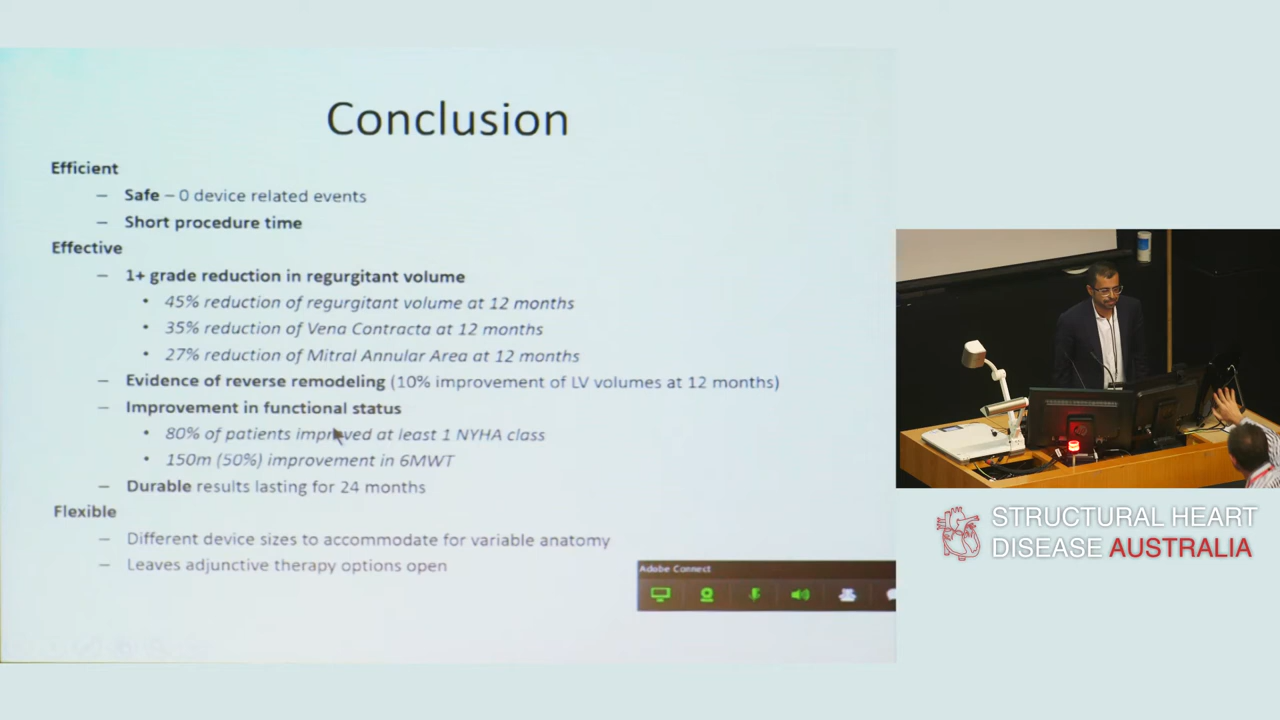 Conclusion
Efficient
– Safe – 0 device related events
– Short procedure time
Effective
– 1+ grade reduction in regurgitant volume
• 45% reduction of regurgitant volume at 12 months
• 35% reduction of Vena Contracta at 12 months
• 27% reduction of Mitral Annular Area at 12 months
– Evidence of reverse remodeling (10% improvement of LV volumes at 12 months)
– Improvement in functional status
• 80% of patients improved at least 1 NYHA class
• 150m (50%) improvement in 6MWT
– Durable results lasting for 24 months
Flexible
– Different device sizes to accommodate for variable anatomy
– Leaves adjunctive therapy options open
Adobe Connect
STRUCTURAL HEART
DISEASE AUSTRALIA